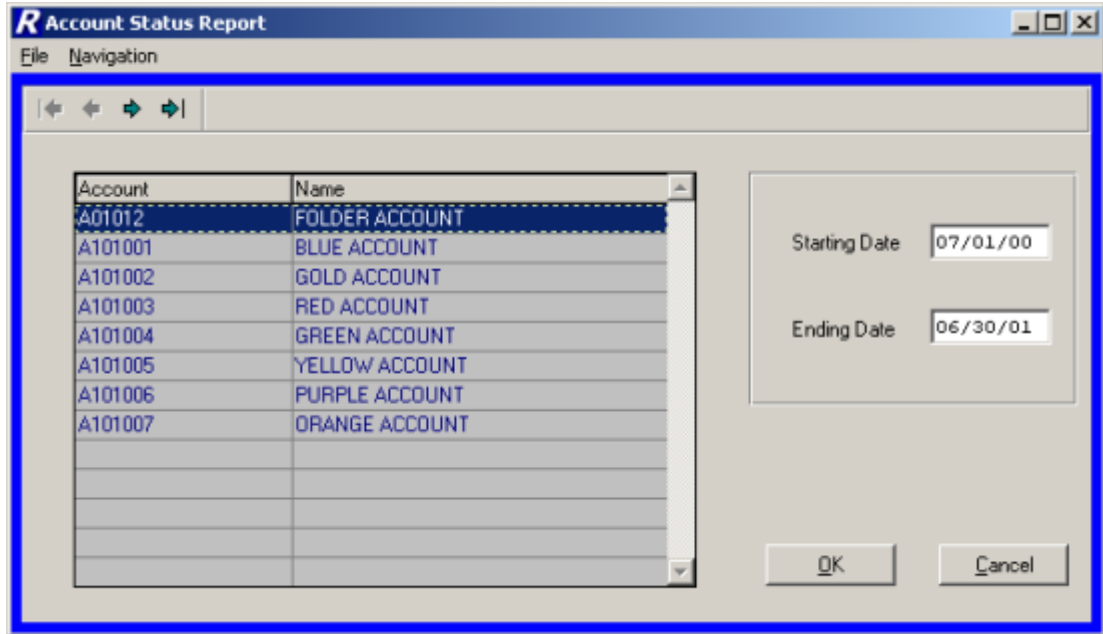 R Account Status Report
File Navigation
Account Name
A01012 FOLDER ACCOUNT
A101001 BLUE ACCOUNT
A101002 GOLD ACCOUNT
A101003 RED ACCOUNT
A101004 GREEN ACCOUNT
A101005 YELLOW ACCOUNT
A101006 PURPLE ACCOUNT
A101007 ORANGE ACCOUNT
Starting Date 07/01/00
Ending Date 06/30/01
OK Cancel